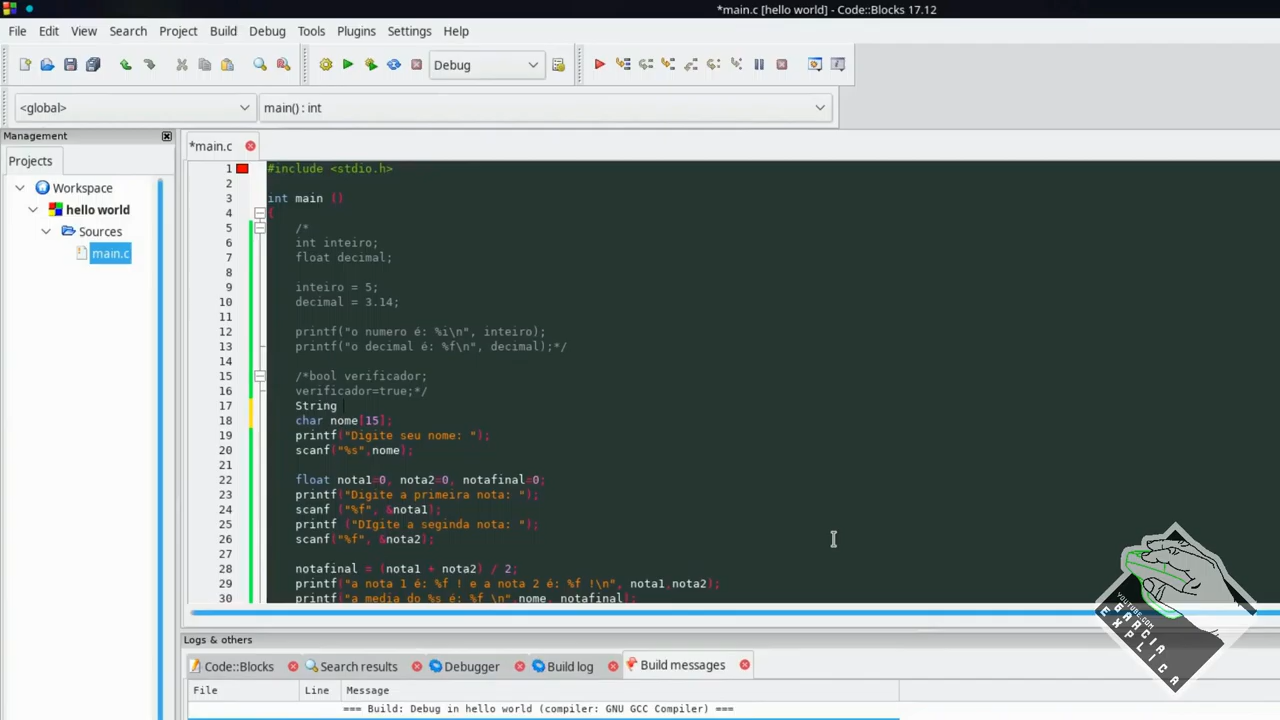 *main.c [hello world] - Code::Blocks 17.12
File Edit View Search Project Build Debug Tools Plugins Settings Help
Debug
<global> main() : int
Management
Projects
Workspace
hello world
Sources
main.c
*main.c
1 #include <stdio.h>
2
3 int main ()
4 {
5 /*
6 int inteiro;
7 float decimal;
8
9 inteiro = 5;
10 decimal = 3.14;
11
12 printf("o numero é: %i\n", inteiro);
13 printf("o decimal é: %f\n", decimal);*/
14
15 /*bool verificador;
16 verificador=true;*/
17 String
18 char nome[15];
19 printf("Digite seu nome: ");
20 scanf("%s",nome);
21
22 float nota1=0, nota2=0, notafinal=0;
23 printf("Digite a primeira nota: ");
24 scanf ("%f", &nota1);
25 printf ("DIgite a seginda nota: ");
26 scanf("%f", &nota2);
27
28 notafinal = (nota1 + nota2) / 2;
29 printf("a nota 1 é: %f ! e a nota 2 é: %f !\n", nota1,nota2);
30 printf("a media do %s é: %f \n",nome, notafinal);
Logs & others
Code::Blocks Search results Debugger Build log Build messages
File Line Message
=== Build: Debug in hello world (compiler: GNU GCC Compiler) ===
YOUTUBE.COM
GARCIA
EXPLICA